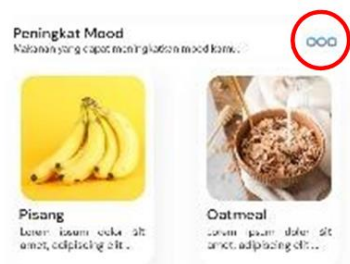 Peningkat Mood
Makanan yang dapat meningkatkan mood kamu.
Pisang
Oatmeal
Lorem ipsum dolor sit
amet, adipiscing elit ...
Lorem ipsum dolor sit
amet, adipiscing elit ...